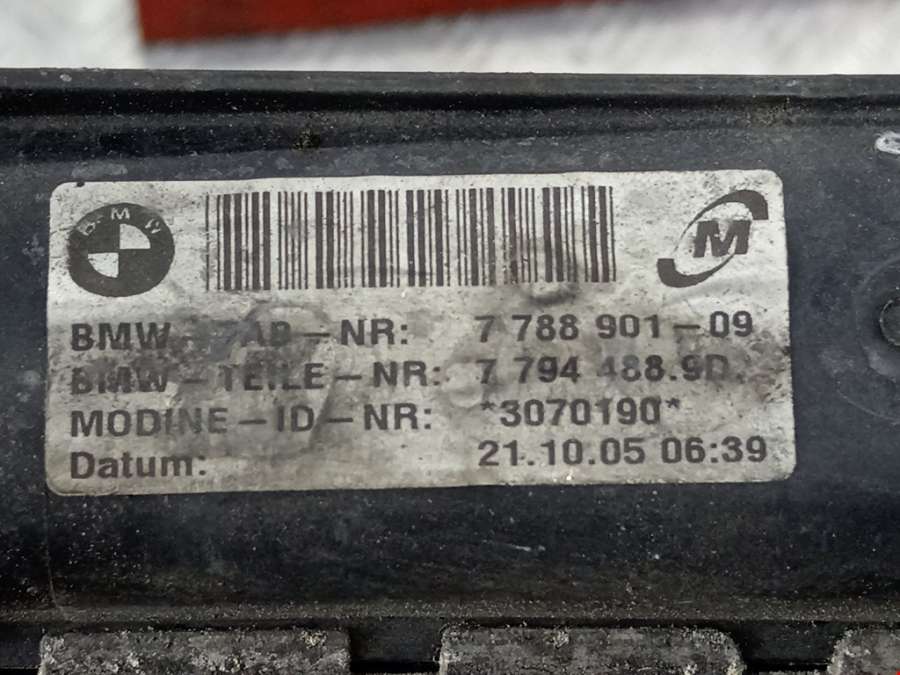 BMW
M
BMW-ZAB-NR: 7 788 901-09
BMW-TEILE-NR: 7 794 488.9D
MODINE-ID-NR: *3070190*
Datum: 21.10.05 06:39